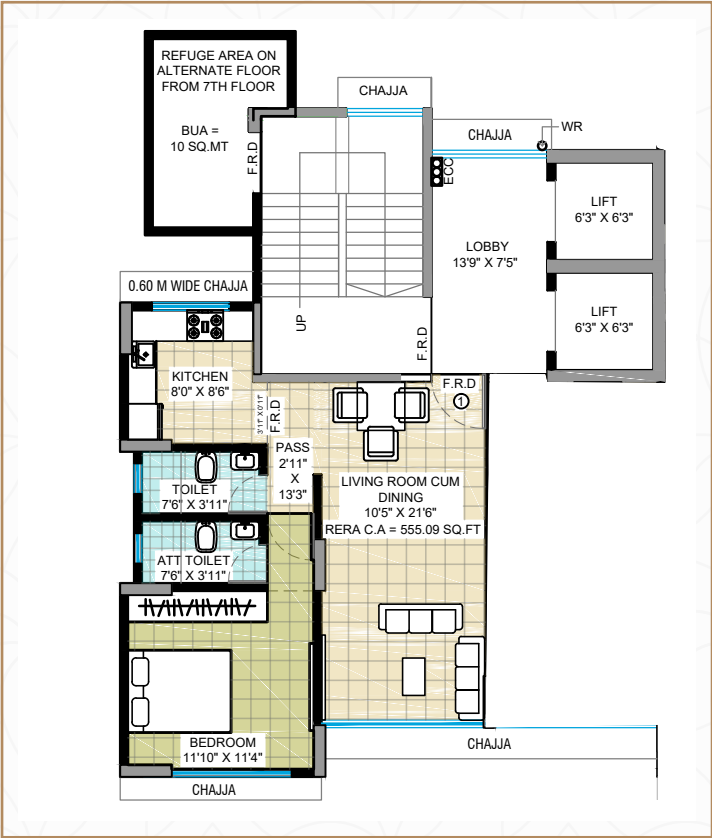 REFUGE AREA ON
ALTERNATE FLOOR
FROM 7TH FLOOR
BUA =
10 SQ.MT
F.R.D
CHAJJA
CHAJJA
WR
ECC
LIFT
6'3" X 6'3"
LOBBY
13'9" X 7'5"
LIFT
6'3" X 6'3"
0.60 M WIDE CHAJJA
UP
F.R.D
KITCHEN
8'0" X 8'6"
3'11" X 0'11"
F.R.D
F.R.D
1
PASS
2'11"
X
13'3"
TOILET
7'6" X 3'11"
LIVING ROOM CUM
DINING
10'5" X 21'6"
RERA C.A = 555.09 SQ.FT
ATT TOILET
7'6" X 3'11"
BEDROOM
11'10" X 11'4"
CHAJJA
CHAJJA